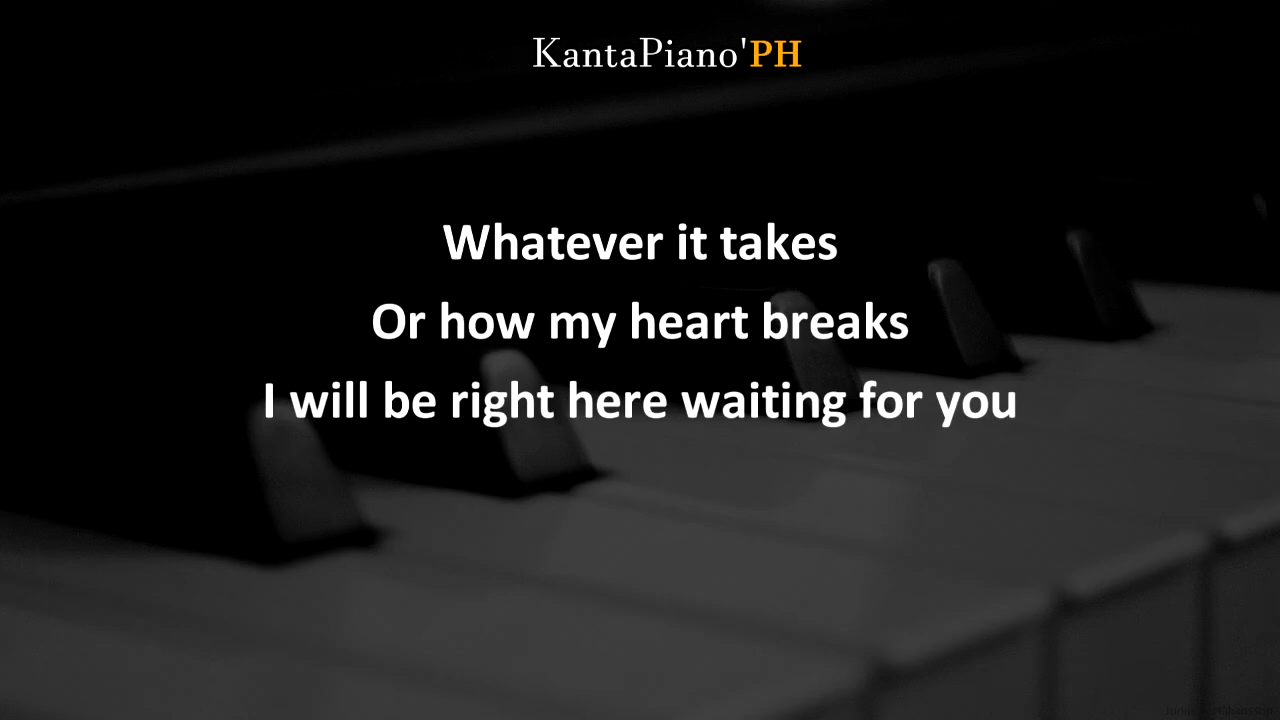 KantaPiano'PH
Whatever it takes
Or how my heart breaks
I will be right here waiting for you